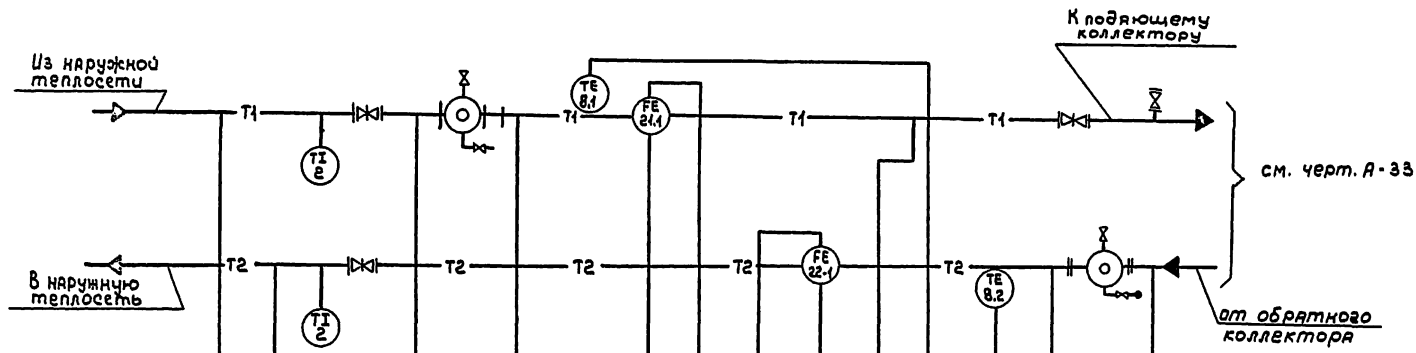 К подяющему
коллектору
Из наружной
теплосети
TE
8.1
FE
21.1
T1
T1
T1
T1
TI
2
см. черт. А-33
T2
T2
T2
T2
T2
FE
22.1
TE
8.2
В наружную
теплосеть
TI
2
от обратного
коллектора